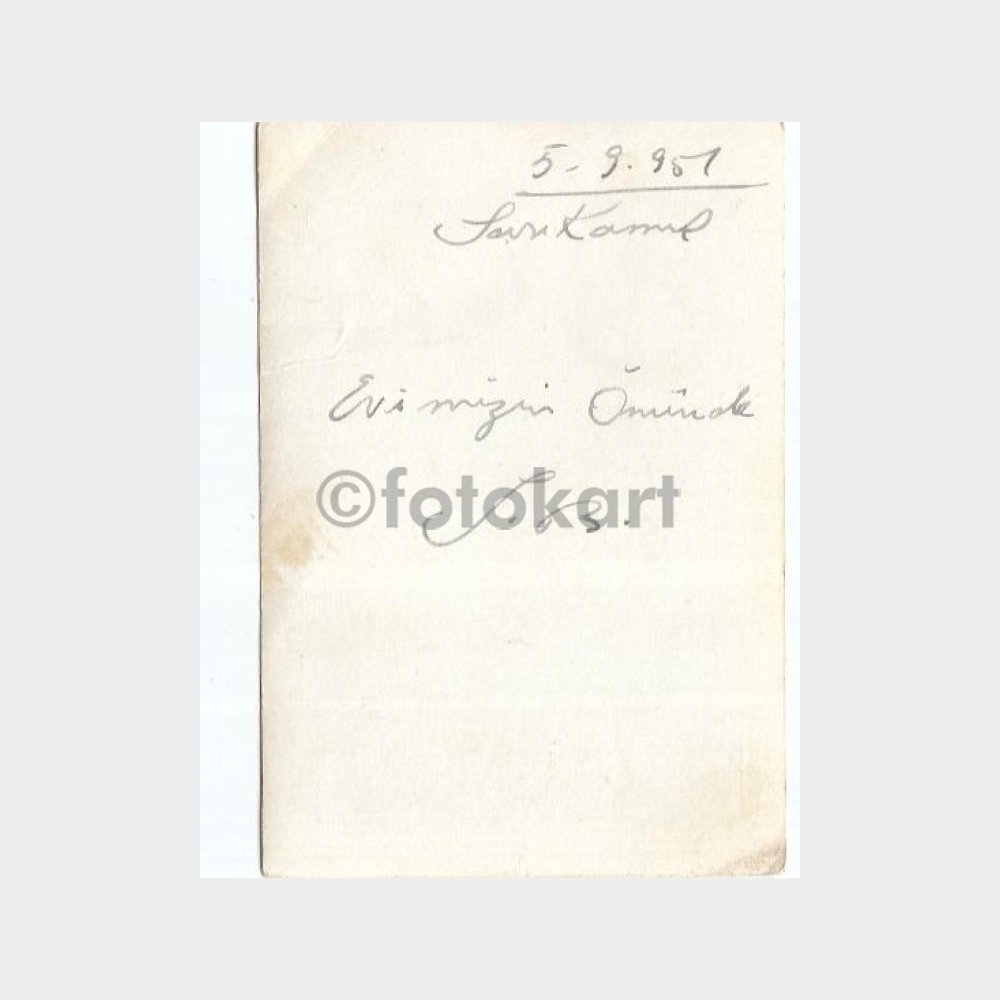 5-9.951
SarıKamış
Evimizin Önünde
©fotokart